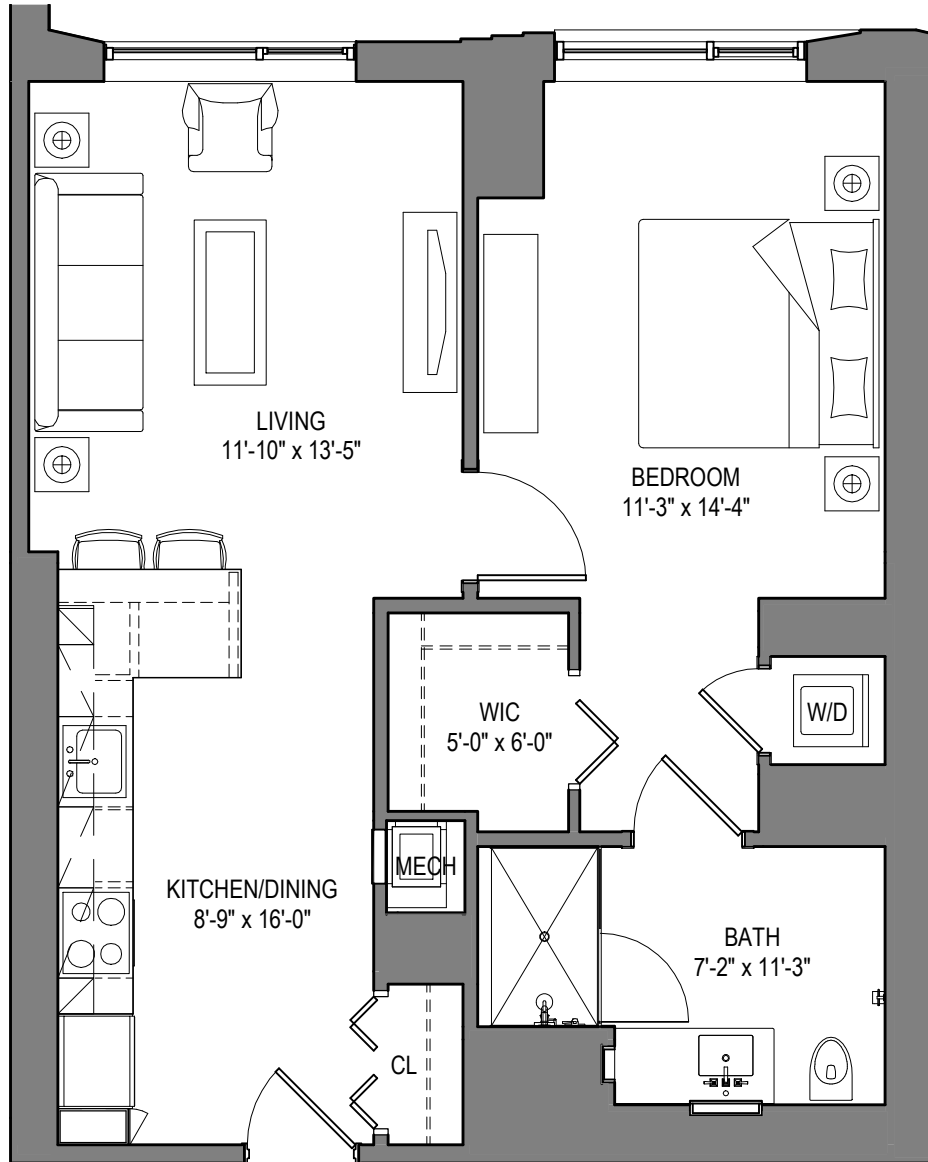 LIVING
11'-10" x 13'-5"
BEDROOM
11'-3" x 14'-4"
WIC
5'-0" x 6'-0"
W/D
MECH
KITCHEN/DINING
8'-9" x 16'-0"
BATH
7'-2" x 11'-3"
CL